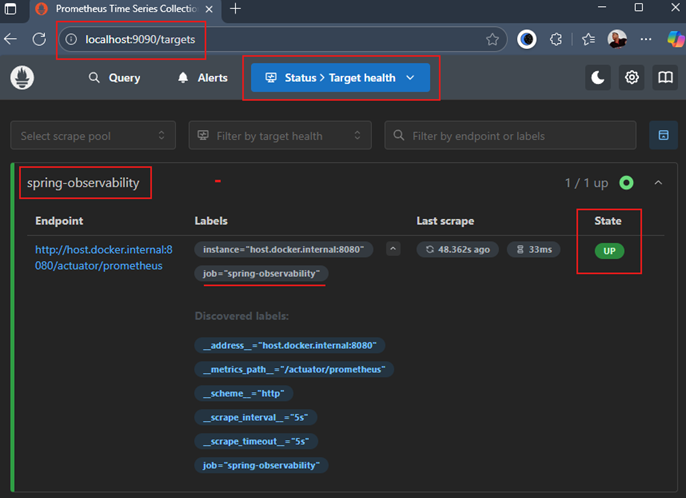 Prometheus Time Series Collection
localhost:9090/targets
Query
Alerts
Status > Target health
Select scrape pool
Filter by target health
Filter by endpoint or labels
spring-observability
1 / 1 up
Endpoint Labels Last scrape State
http://host.docker.internal:8
080/actuator/prometheus
instance="host.docker.internal:8080"
job="spring-observability"
48.362s ago
33ms
UP
Discovered labels:
__address__="host.docker.internal:8080"
__metrics_path__="/actuator/prometheus"
__scheme__="http"
__scrape_interval__="5s"
__scrape_timeout__="5s"
job="spring-observability"